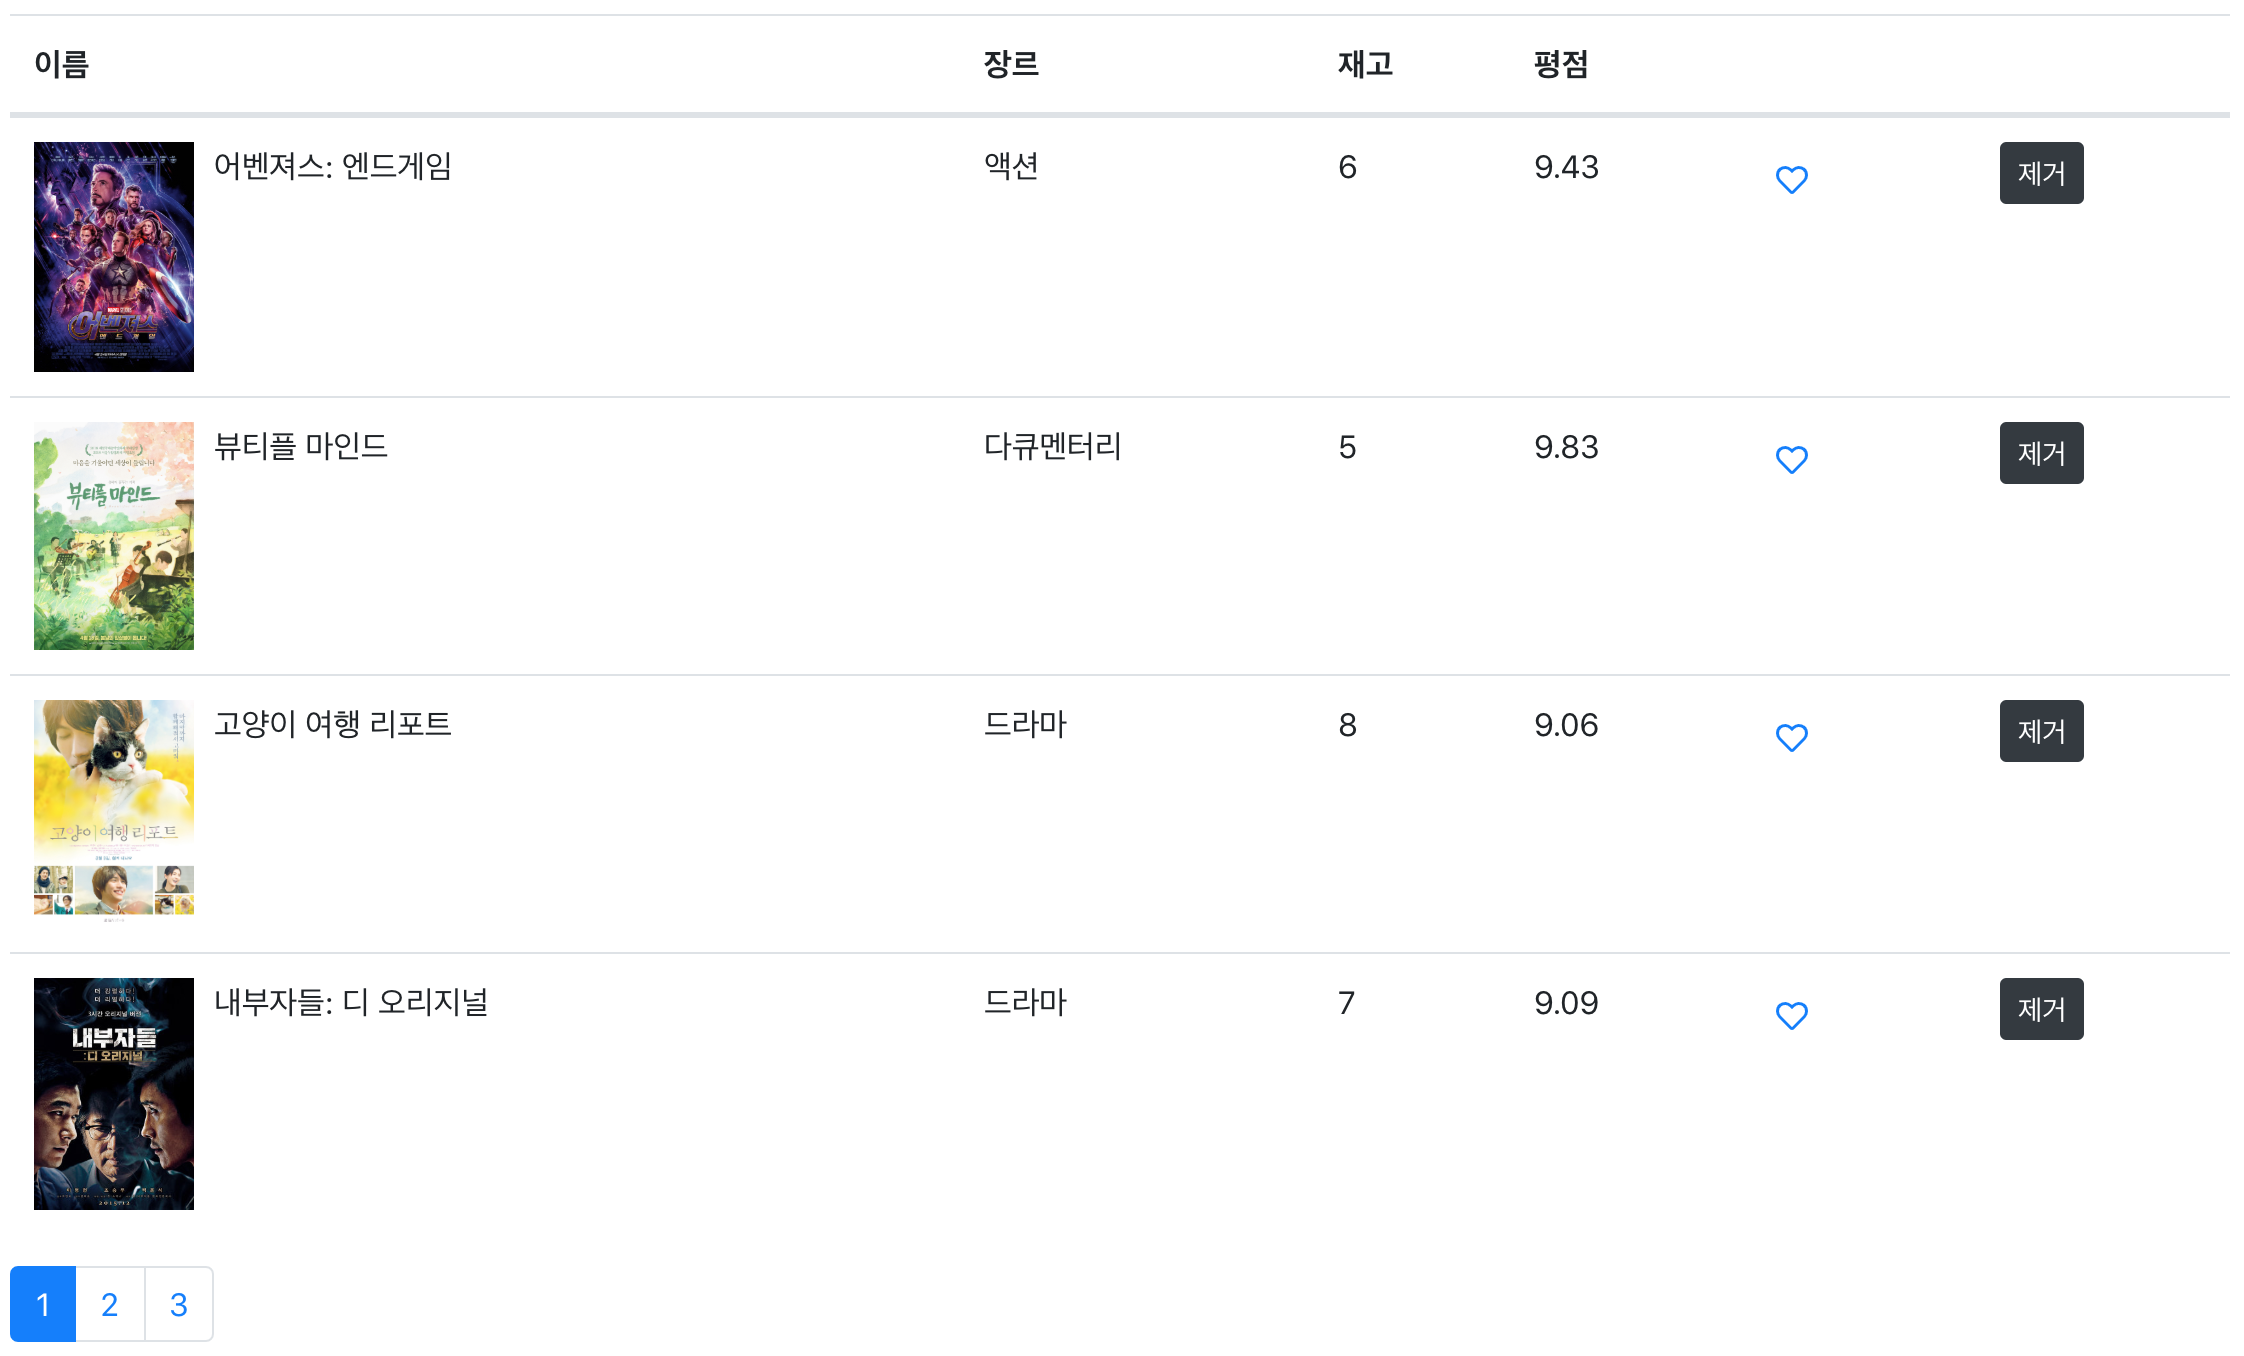 이름 장르 재고 평점
어벤져스: 엔드게임 액션 6 9.43 제거
어벤져스
엔드게임
뷰티플 마인드 다큐멘터리 5 9.83 제거
뷰티플 마인드
고양이 여행 리포트 드라마 8 9.06 제거
고양이 여행 리포트
내부자들: 디 오리지널 드라마 7 9.09 제거
내부자들
:디 오리지널
1 2 3